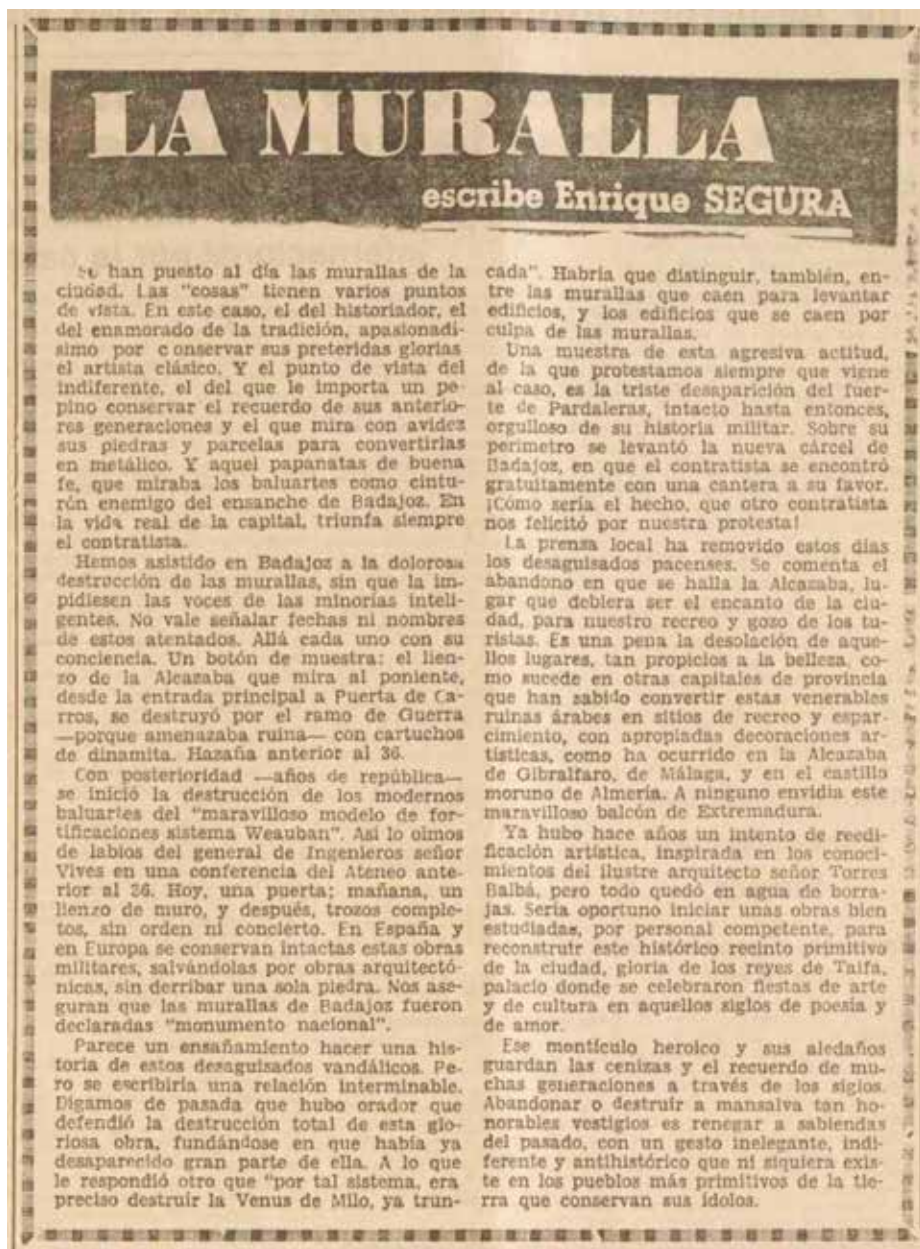 LA MURALLA
escribe Enrique SEGURA
Se han puesto al día las murallas de la
ciudad. Las "cosas" tienen varios puntos
de vista. En este caso, el del historiador, el
del enamorado de la tradición, apasionadí-
simo por conservar sus preteridas glorias
el artista clásico. Y el punto de vista del
indiferente, el del que le importa un pe-
pino conservar el recuerdo de sus anterio-
res generaciones y el que mira con avidez
sus piedras y parcelas para convertirlas
en metálico. Y aquel papanatas de buena
fe, que miraba los baluartes como cintu-
rón enemigo del ensanche de Badajoz. En
la vida real de la capital, triunfa siempre
el contratista.
Hemos asistido en Badajoz a la dolorosa
destrucción de las murallas, sin que la im-
pidiesen las voces de las minorías inteli-
gentes. No vale señalar fechas ni nombres
de estos atentados. Allá cada uno con su
conciencia. Un botón de muestra: el lien-
zo de la Alcazaba que mira al poniente,
desde la entrada principal a Puerta de Ca-
rros, se destruyó por el ramo de Guerra
—porque amenazaba ruina— con cartuchos
de dinamita. Hazaña anterior al 36.
Con posterioridad —años de república—
se inició la destrucción de los modernos
baluartes del "maravilloso modelo de for-
tificaciones sistema Weauban". Así lo oímos
de labios del general de Ingenieros señor
Vives en una conferencia del Ateneo ante-
rior al 36. Hoy, una puerta; mañana, un
lienzo de muro, y después, trozos comple-
tos, sin orden ni concierto. En España y
en Europa se conservan intactas estas obras
militares, salvándolas por obras arquitectó-
nicas, sin derribar una sola piedra. Nos ase-
guran que las murallas de Badajoz fueron
declaradas "monumento nacional".
Parece un ensañamiento hacer una his-
toria de estos desaguisados vandálicos. Pe-
ro se escribiría una relación interminable.
Digamos de pasada que hubo orador que
defendió la destrucción total de esta glo-
riosa obra, fundándose en que había ya
desaparecido gran parte de ella. A lo que
le respondió otro que "por tal sistema, era
preciso destruir la Venus de Milo, ya trun-
cada". Habría que distinguir, también, en-
tre las murallas que caen para levantar
edificios, y los edificios que se caen por
culpa de las murallas.
Una muestra de esta agresiva actitud,
de la que protestamos siempre que viene
al caso, es la triste desaparición del fuer-
te de Pardaleras, intacto hasta entonces,
orgulloso de su historia militar. Sobre su
perímetro se levantó la nueva cárcel de
Badajoz, en que el contratista se encontró
gratuitamente con una cantera a su favor.
¡Cómo sería el hecho, que otro contratista
nos felicitó por nuestra protesta!
La prensa local ha removido estos días
los desaguisados pacenses. Se comenta el
abandono en que se halla la Alcazaba, lu-
gar que debiera ser el encanto de la ciu-
dad, para nuestro recreo y gozo de los tu-
ristas. Es una pena la desolación de aque-
llos lugares, tan propicios a la belleza, co-
mo sucede en otras capitales de provincia
que han sabido convertir estas venerables
ruinas árabes en sitios de recreo y espar-
cimiento, con apropiadas decoraciones ar-
tísticas, como ha ocurrido en la Alcazaba
de Gibralfaro, de Málaga, y en el castillo
moruno de Almería. A ninguno envidia este
maravilloso balcón de Extremadura.
Ya hubo hace años un intento de reedi-
ficación artística, inspirada en los conoci-
mientos del ilustre arquitecto señor Torres
Balbá, pero todo quedó en agua de borra-
jas. Sería oportuno iniciar unas obras bien
estudiadas, por personal competente, para
reconstruir este histórico recinto primitivo
de la ciudad, gloria de los reyes de Taifa,
palacio donde se celebraron fiestas de arte
y de cultura en aquellos siglos de poesía y
de amor.
Ese montículo heroico y sus aledaños
guardan las cenizas y el recuerdo de mu-
chas generaciones a través de los siglos.
Abandonar o destruir a mansalva tan ho-
norables vestigios es renegar a sabiendas
del pasado, con un gesto inelegante, indi-
ferente y antihistórico que ni siquiera exis-
te en los pueblos más primitivos de la tie-
rra que conservan sus ídolos.